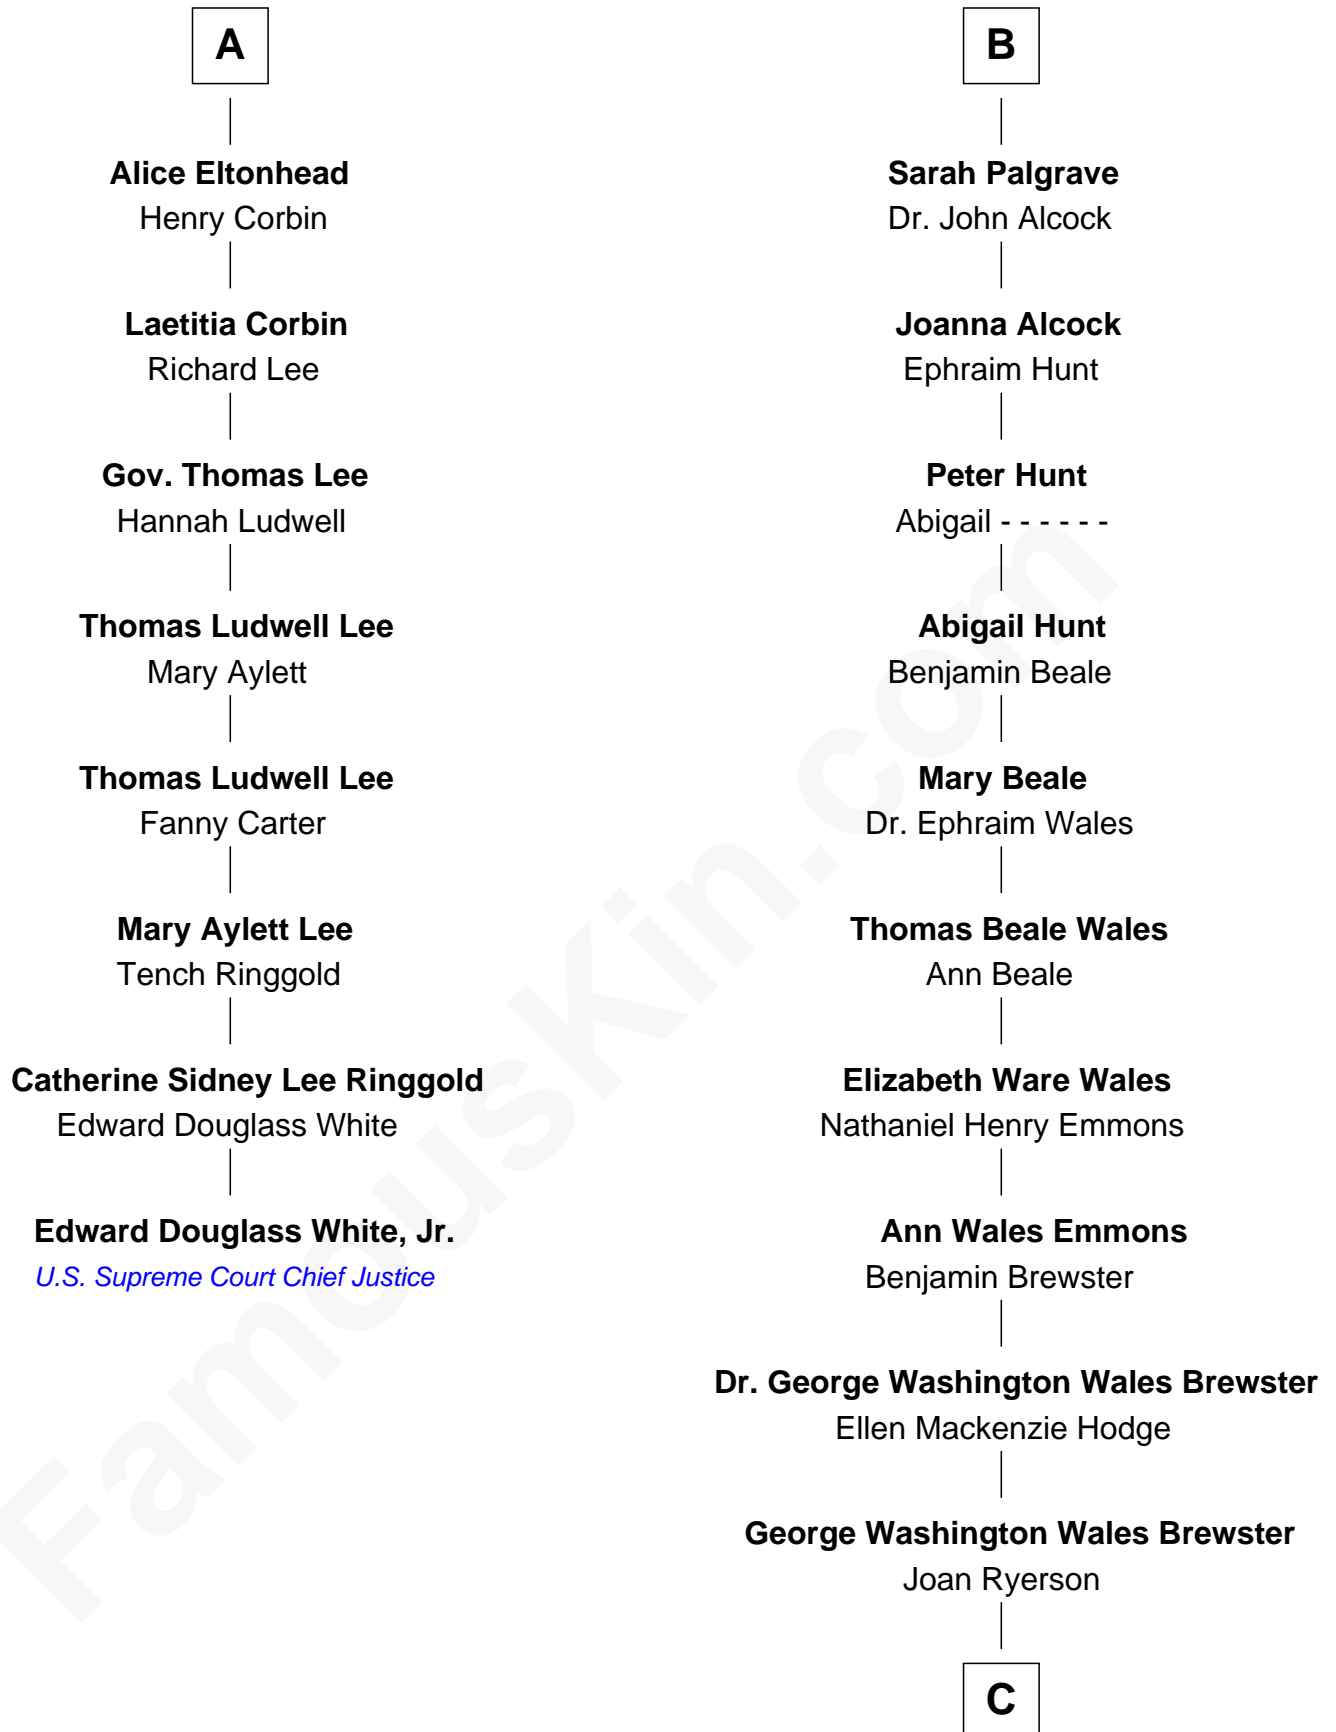 A
Alice Eltonhead
Henry Corbin
Laetitia Corbin
Richard Lee
Gov. Thomas Lee
Hannah Ludwell
Thomas Ludwell Lee
Mary Aylett
Thomas Ludwell Lee
Fanny Carter
Mary Aylett Lee
Tench Ringgold
Catherine Sidney Lee Ringgold
Edward Douglass White
Edward Douglass White, Jr.
U.S. Supreme Court Chief Justice
B
Sarah Palgrave
Dr. John Alcock
Joanna Alcock
Ephraim Hunt
Peter Hunt
Abigail - - - - - -
Abigail Hunt
Benjamin Beale
Mary Beale
Dr. Ephraim Wales
Thomas Beale Wales
Ann Beale
Elizabeth Ware Wales
Nathaniel Henry Emmons
Ann Wales Emmons
Benjamin Brewster
Dr. George Washington Wales Brewster
Ellen Mackenzie Hodge
George Washington Wales Brewster
Joan Ryerson
C
FamousKin.com